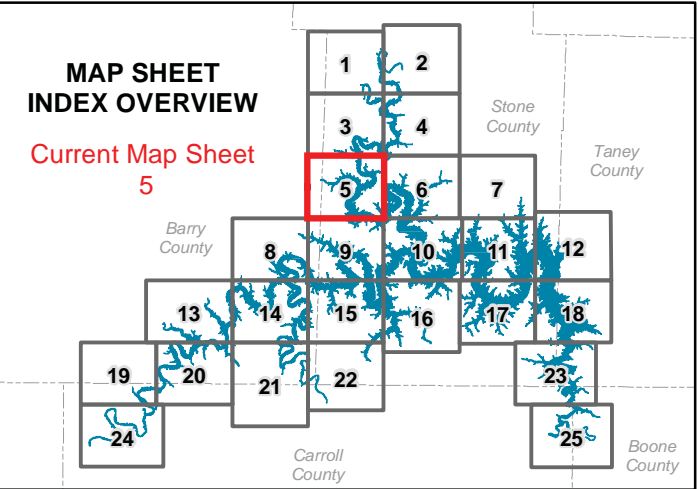 MAP SHEET
INDEX OVERVIEW
Current Map Sheet
5
1
2
3
4
Stone
County
Taney
County
5
6
7
Barry
County
8
9
10
11
12
13
14
15
16
17
18
19
20
21
22
23
24
25
Carroll
County
Boone
County